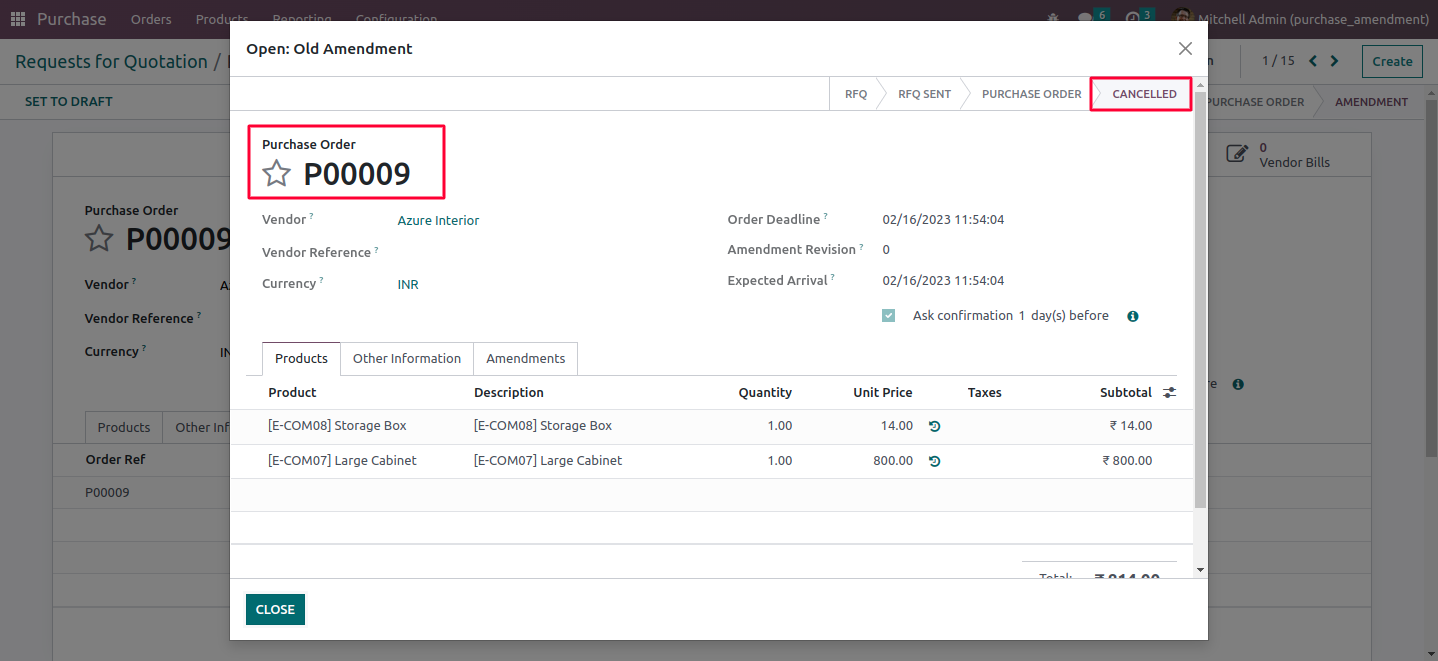 Purchase Orders Products Reporting Configuration 6 3 Mitchell Admin (purchase_amendment)
Requests for Quotation /
1 / 15 Create
SET TO DRAFT
PURCHASE ORDER AMENDMENT
0
Vendor Bills
Purchase Order
P00009
Vendor ?
Vendor Reference ?
Currency ?
Products Other Inf
Order Ref
P00009
Open: Old Amendment
RFQ RFQ SENT PURCHASE ORDER CANCELLED
Purchase Order
P00009
Vendor ? Azure Interior Order Deadline ? 02/16/2023 11:54:04
Vendor Reference ? Amendment Revision ? 0
Currency ? INR Expected Arrival ? 02/16/2023 11:54:04
Ask confirmation 1 day(s) before
Products Other Information Amendments
Product Description Quantity Unit Price Taxes Subtotal
[E-COM08] Storage Box [E-COM08] Storage Box 1.00 14.00 ₹ 14.00
[E-COM07] Large Cabinet [E-COM07] Large Cabinet 1.00 800.00 ₹ 800.00
Total: ₹ 814.00
CLOSE